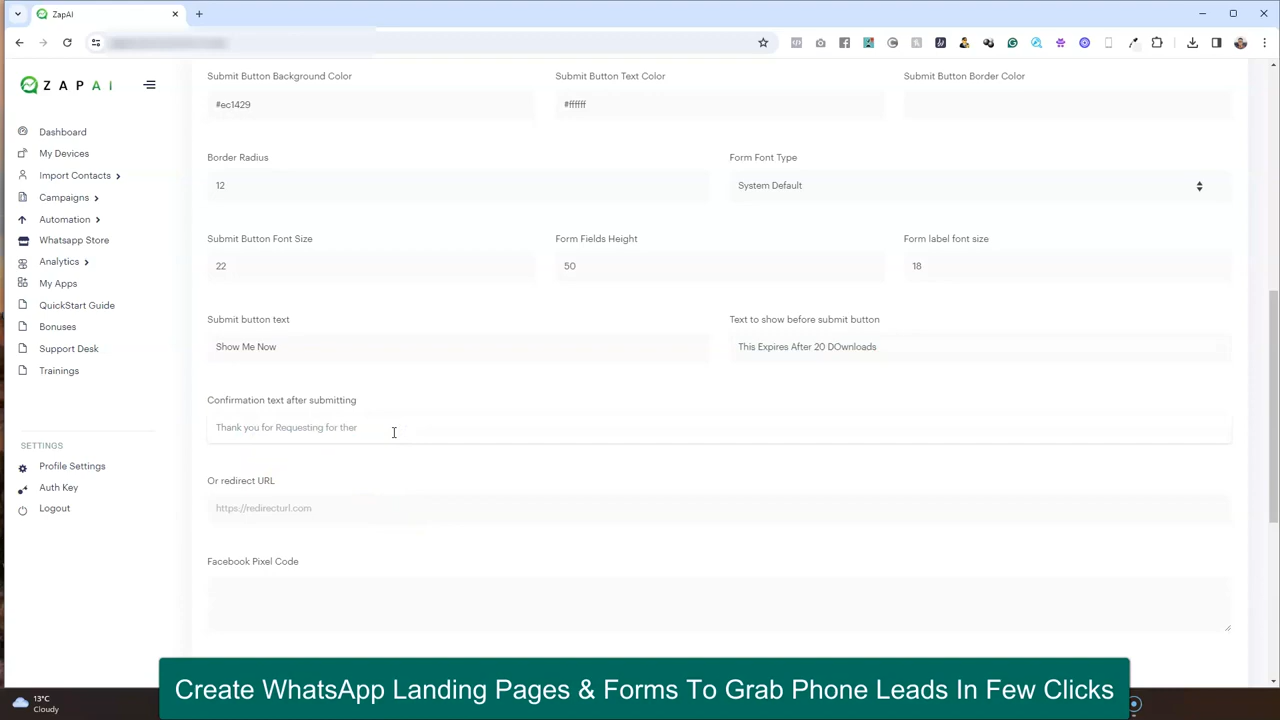 ZapAI
ZAPAI
Dashboard
My Devices
Import Contacts
Campaigns
Automation
Whatsapp Store
Analytics
My Apps
QuickStart Guide
Bonuses
Support Desk
Trainings
SETTINGS
Profile Settings
Auth Key
Logout
Submit Button Background Color
Submit Button Text Color
Submit Button Border Color
#ec1429
#ffffff
Border Radius
Form Font Type
12
System Default
Submit Button Font Size
Form Fields Height
Form label font size
22
50
18
Submit button text
Text to show before submit button
Show Me Now
This Expires After 20 DOwnloads
Confirmation text after submitting
Thank you for Requesting for ther
Or redirect URL
https://redirecturl.com
Facebook Pixel Code
Create WhatsApp Landing Pages & Forms To Grab Phone Leads In Few Clicks
13°C
Cloudy